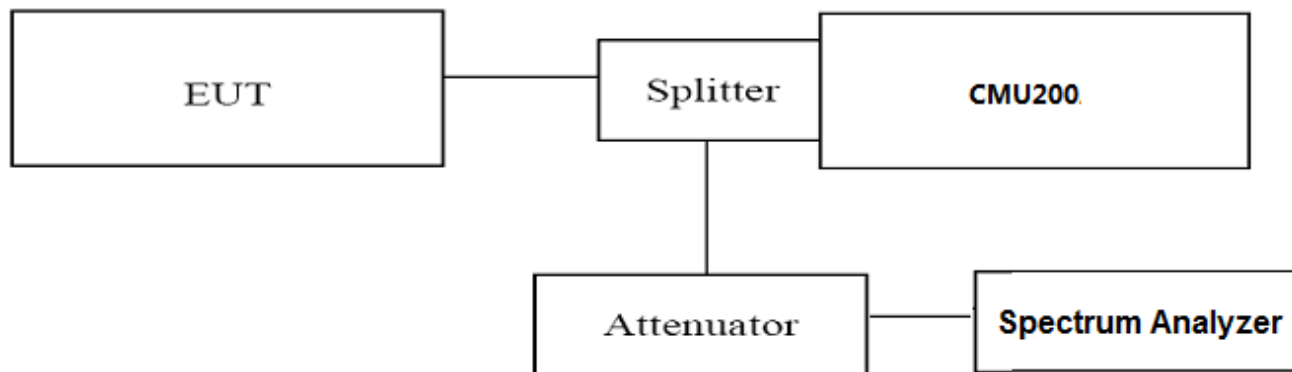 EUT
Splitter
CMU200
Attenuator
Spectrum Analyzer